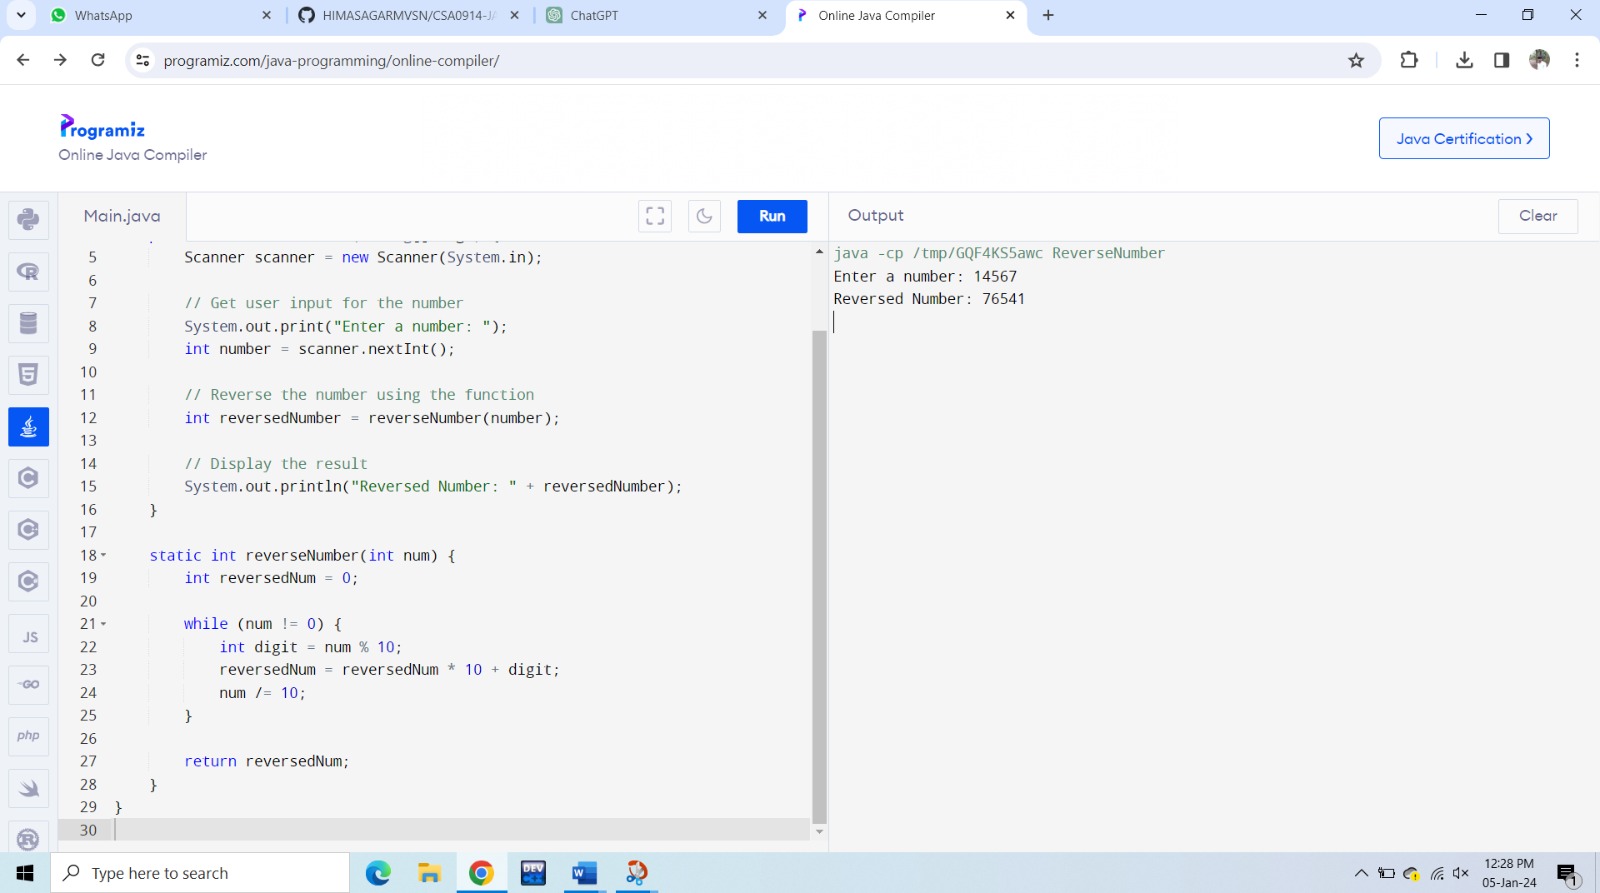 WhatsApp
HIMASAGARMVSN/CSA0914-JA
ChatGPT
Online Java Compiler
programiz.com/java-programming/online-compiler/
Programiz
Online Java Compiler
Java Certification
Main.java
Run
Output
Clear
5 Scanner scanner = new Scanner(System.in);
6
7 // Get user input for the number
8 System.out.print("Enter a number: ");
9 int number = scanner.nextInt();
10
11 // Reverse the number using the function
12 int reversedNumber = reverseNumber(number);
13
14 // Display the result
15 System.out.println("Reversed Number: " + reversedNumber);
16 }
17
18 static int reverseNumber(int num) {
19 int reversedNum = 0;
20
21 while (num != 0) {
22 int digit = num % 10;
23 reversedNum = reversedNum * 10 + digit;
24 num /= 10;
25 }
26
27 return reversedNum;
28 }
29 }
30
java -cp /tmp/GQF4KS5awc ReverseNumber
Enter a number: 14567
Reversed Number: 76541
JS
GO
php
Type here to search
DEV
W
12:28 PM
05-Jan-24
1